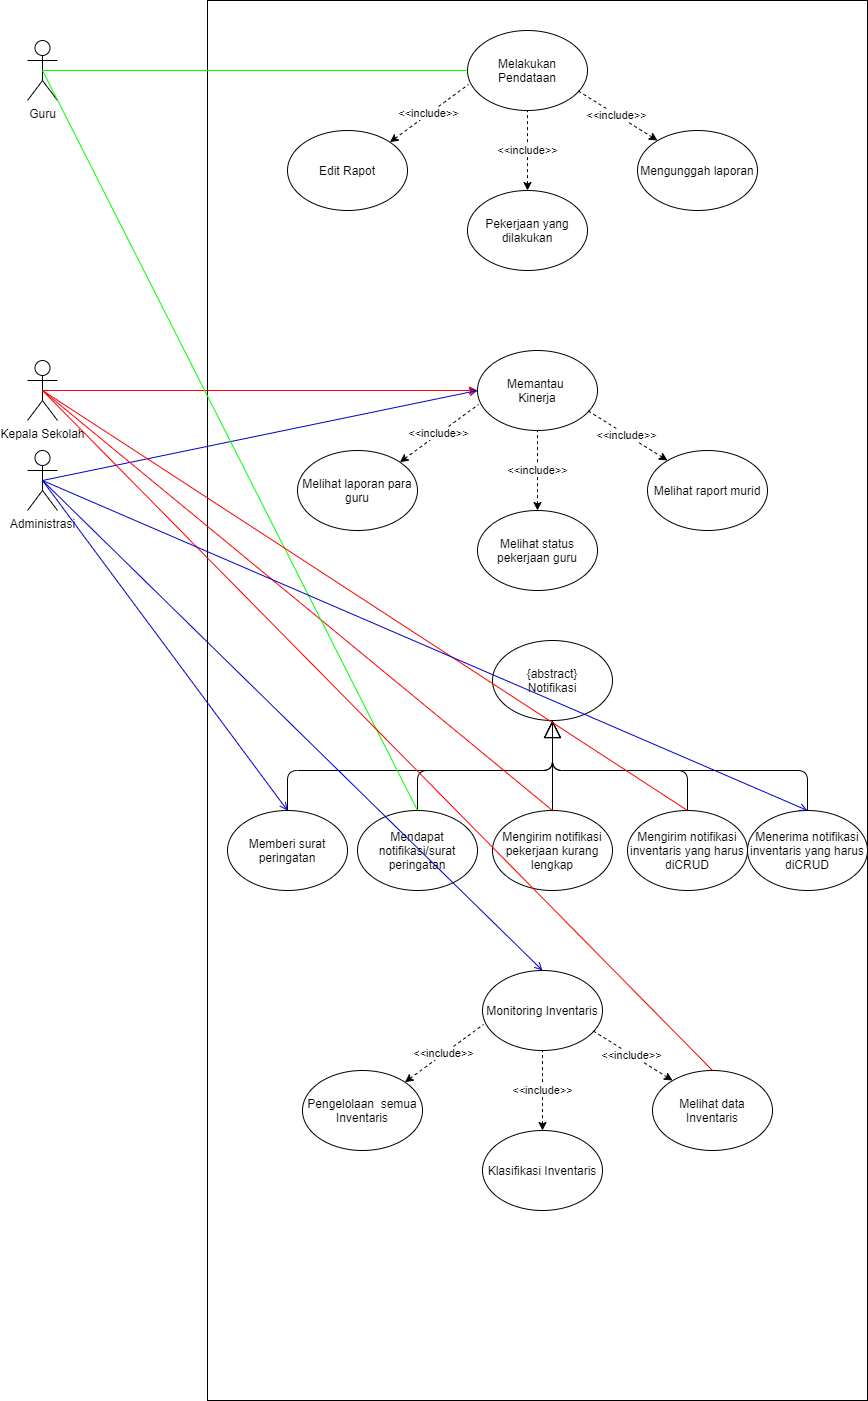 Guru
Melakukan
Pendataan
<<include>>
<<include>>
<<include>>
Edit Rapot
Mengunggah laporan
Pekerjaan yang
dilakukan
Kepala Sekolah
Memantau
Kinerja
<<include>>
<<include>>
<<include>>
Administrasi
Melihat laporan para
guru
Melihat raport murid
Melihat status
pekerjaan guru
{abstract}
Notifikasi
Memberi surat
peringatan
Mendapat
notifikasi/surat
peringatan
Mengirim notifikasi
pekerjaan kurang
lengkap
Mengirim notifikasi
inventaris yang harus
diCRUD
Menerima notifikasi
inventaris yang harus
diCRUD
Monitoring Inventaris
<<include>>
<<include>>
<<include>>
Pengelolaan  semua
Inventaris
Melihat data
Inventaris
Klasifikasi Inventaris